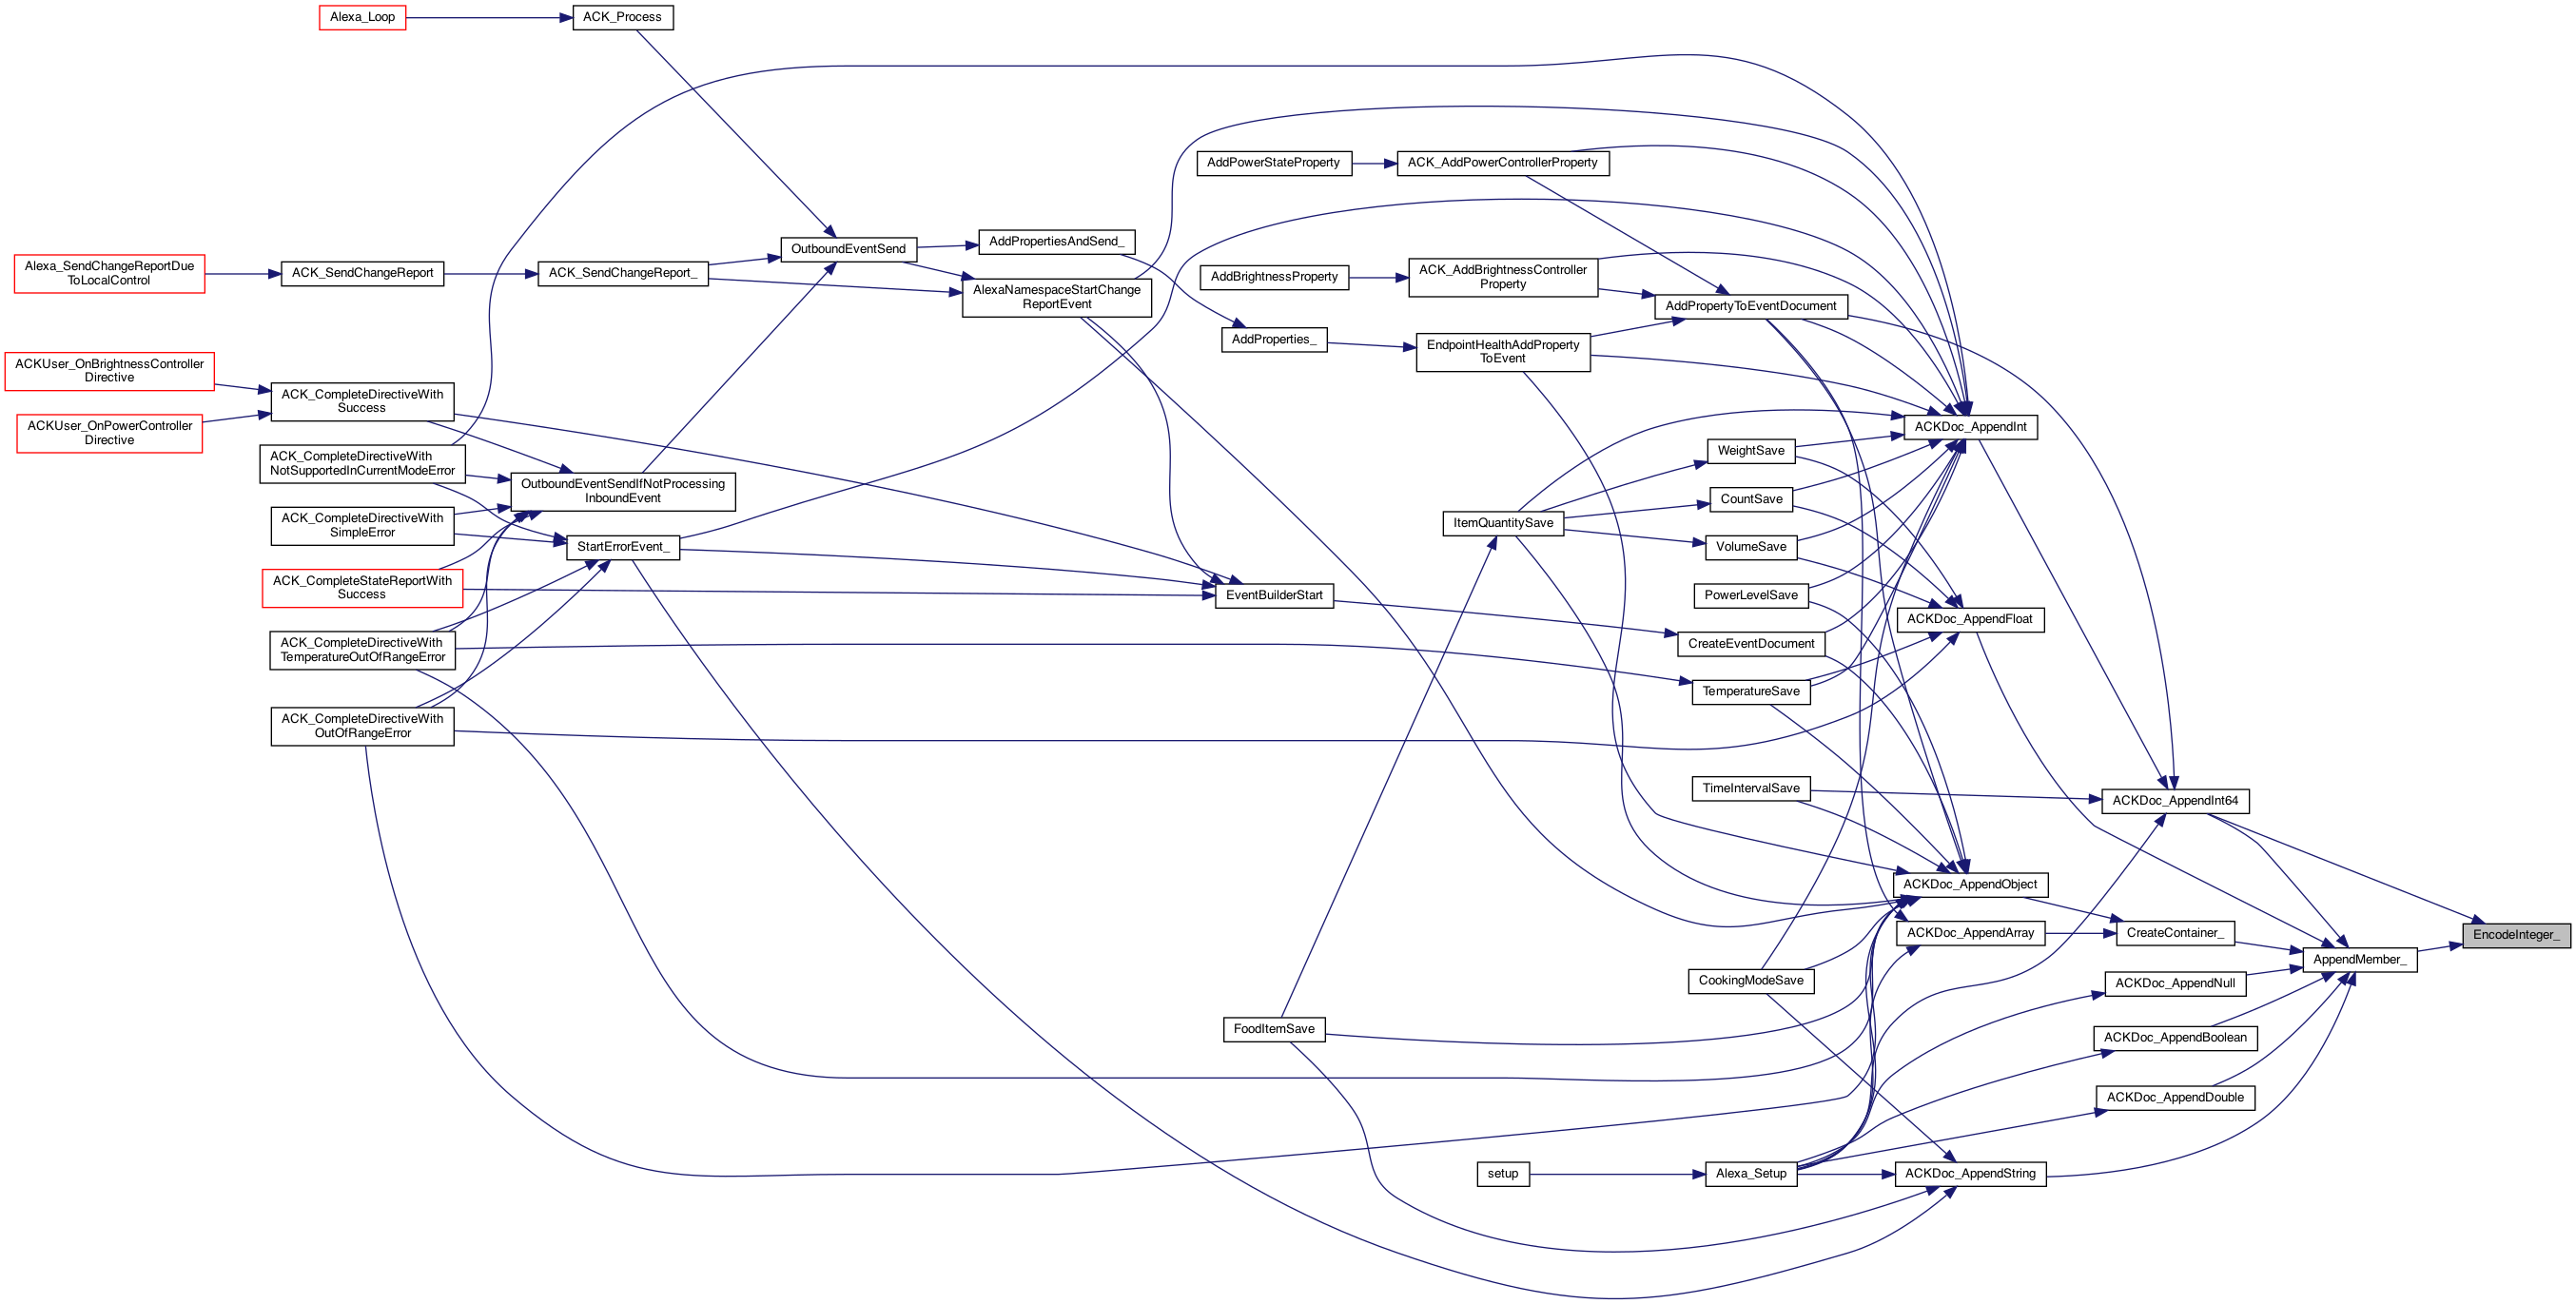 Alexa_Loop
ACK_Process
AddPowerStateProperty
ACK_AddPowerControllerProperty
OutboundEventSend
AddPropertiesAndSend_
Alexa_SendChangeReportDue
ToLocalControl
ACK_SendChangeReport
ACK_SendChangeReport_
AlexaNamespaceStartChange
ReportEvent
AddBrightnessProperty
ACK_AddBrightnessController
Property
AddPropertyToEventDocument
AddProperties_
EndpointHealthAddProperty
ToEvent
ACKUser_OnBrightnessController
Directive
ACK_CompleteDirectiveWith
Success
ACKUser_OnPowerController
Directive
ACKDoc_AppendInt
WeightSave
ACK_CompleteDirectiveWith
NotSupportedInCurrentModeError
OutboundEventSendIfNotProcessing
InboundEvent
CountSave
ItemQuantitySave
ACK_CompleteDirectiveWith
SimpleError
StartErrorEvent_
VolumeSave
ACK_CompleteStateReportWith
Success
EventBuilderStart
PowerLevelSave
ACKDoc_AppendFloat
ACK_CompleteDirectiveWith
TemperatureOutOfRangeError
CreateEventDocument
TemperatureSave
ACK_CompleteDirectiveWith
OutOfRangeError
TimeIntervalSave
ACKDoc_AppendInt64
ACKDoc_AppendObject
ACKDoc_AppendArray
CreateContainer_
EncodeInteger_
AppendMember_
CookingModeSave
ACKDoc_AppendNull
FoodItemSave
ACKDoc_AppendBoolean
ACKDoc_AppendDouble
setup
Alexa_Setup
ACKDoc_AppendString